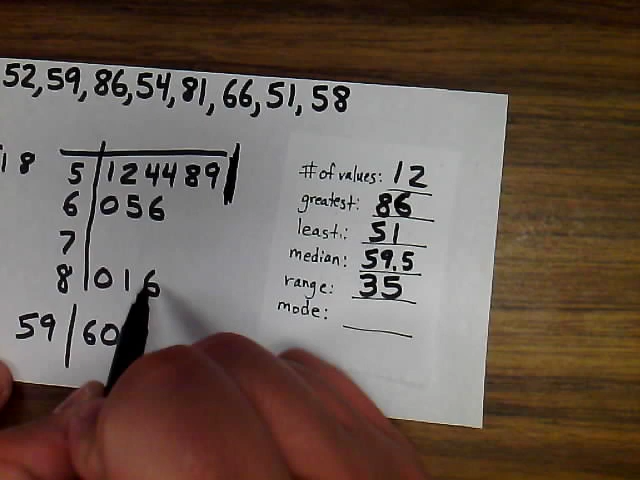 52, 59, 86, 54, 81, 66, 51, 58
18
5 | 1 2 4 4 8 9
6 | 0 5 6
7 |
8 | 0 1 6
59 | 60
# of values: 12
greatest: 86
least: 51
median: 59.5
range: 35
mode: